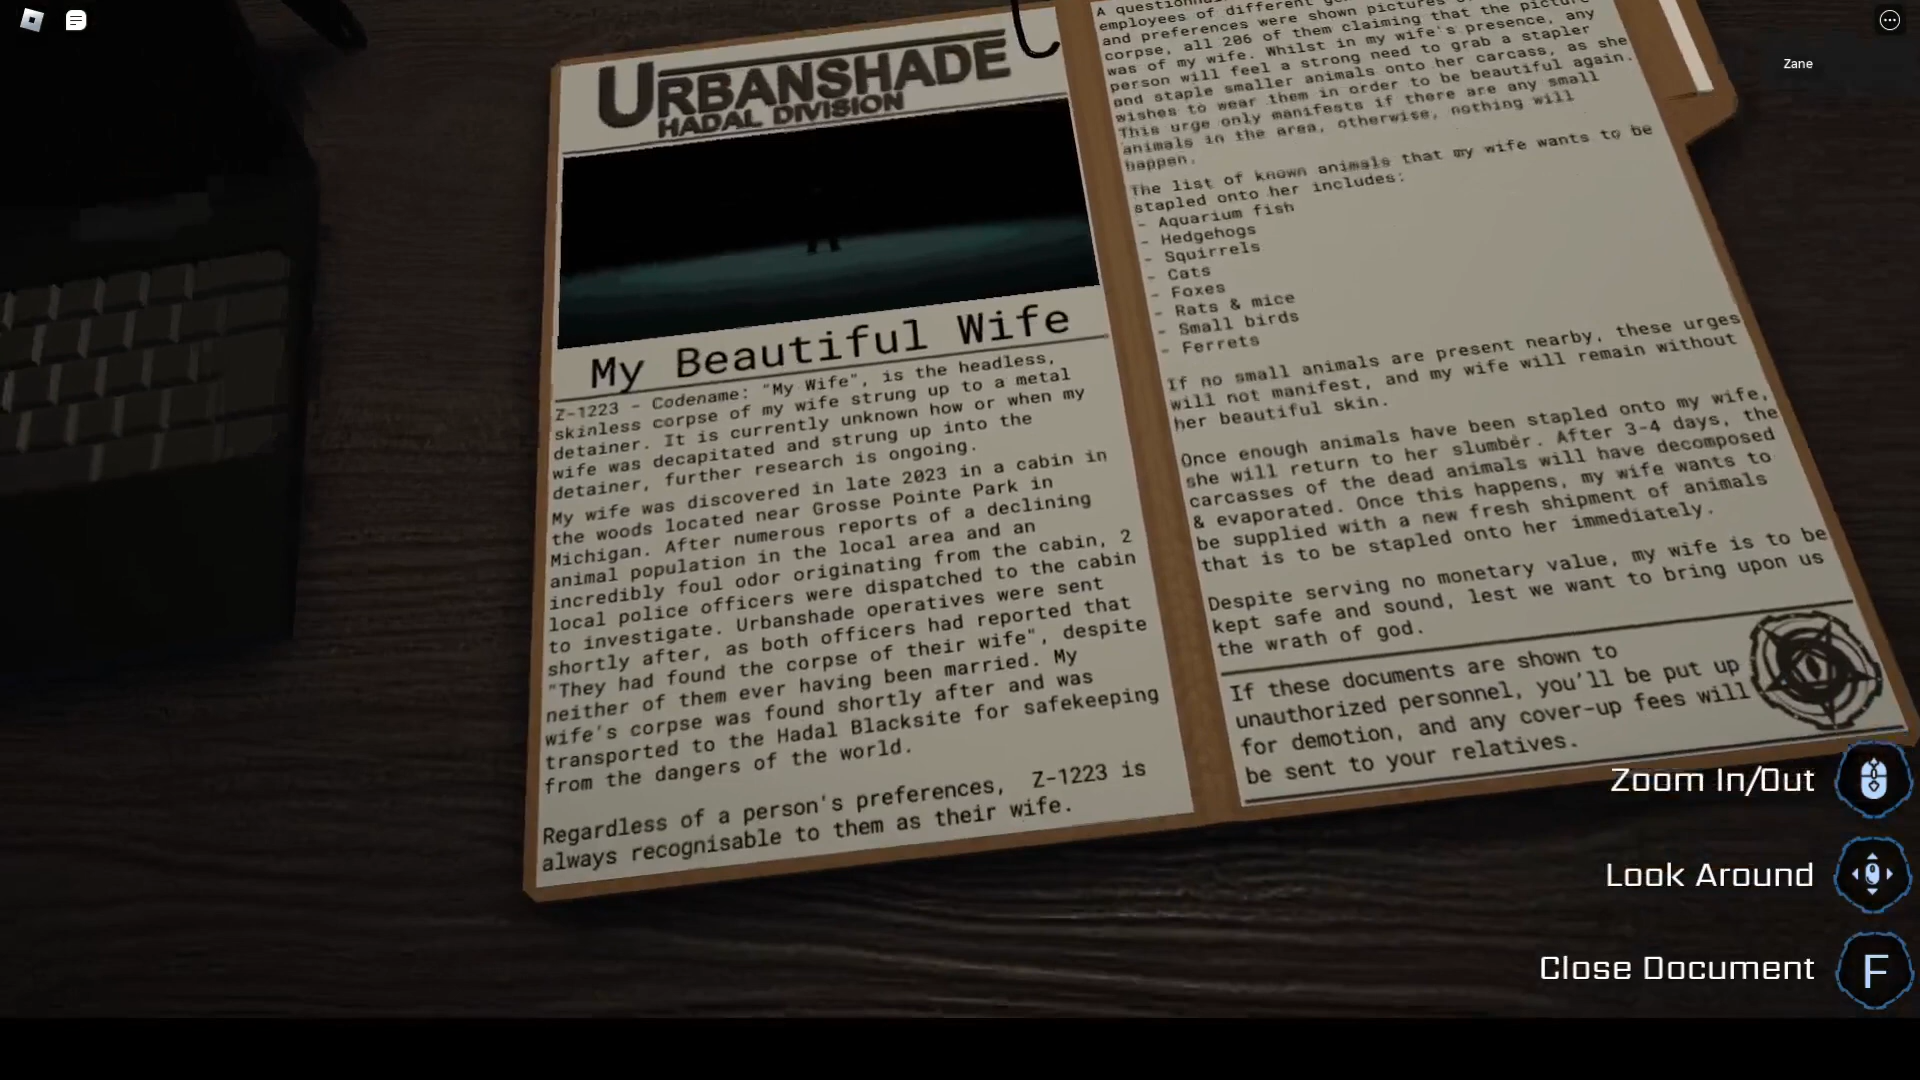 Zane
URBANSHADE
HADAL DIVISION
My Beautiful Wife
Z-1223 - Codename: "My Wife", is the headless,
skinless corpse of my wife strung up to a metal
detainer. It is currently unknown how or when my
wife was decapitated and strung up into the
detainer, further research is ongoing.
My wife was discovered in late 2023 in a cabin in
the woods located near Grosse Pointe Park in
Michigan. After numerous reports of a declining
animal population in the local area and an
incredibly foul odor originating from the cabin, 2
local police officers were dispatched to the cabin
to investigate. Urbanshade operatives were sent
shortly after, as both officers had reported that
"They had found the corpse of their wife", despite
neither of them ever having been married. My
wife's corpse was found shortly after and was
transported to the Hadal Blacksite for safekeeping
from the dangers of the world.
Regardless of a person's preferences, Z-1223 is
always recognisable to them as their wife.
A
employees of different
and preferences were shown pictures
corpse, all 206 of them claiming that the picture
was of my wife. Whilst in my wife's presence, any
person will feel a strong need to grab a stapler
and staple smaller animals onto her carcass, as she
wishes to wear them in order to be beautiful again.
This urge only manifests if there are any small
animals in the area, otherwise, nothing will
happen.
The list of known animals that my wife wants to be
stapled onto her includes:
- Aquarium fish
- Hedgehogs
- Squirrels
- Cats
- Foxes
- Rats & mice
- Small birds
- Ferrets
If no small animals are present nearby, these urges
will not manifest, and my wife will remain without
her beautiful skin.
Once enough animals have been stapled onto my wife,
she will return to her slumber. After 3-4 days, the
carcasses of the dead animals will have decomposed
& evaporated. Once this happens, my wife wants to
be supplied with a new fresh shipment of animals
that is to be stapled onto her immediately.
Despite serving no monetary value, my wife is to be
kept safe and sound, lest we want to bring upon us
the wrath of god.
If these documents are shown to
unauthorized personnel, you'll be put up
for demotion, and any cover-up fees will
be sent to your relatives.
Zoom In/Out
Look Around
Close Document F